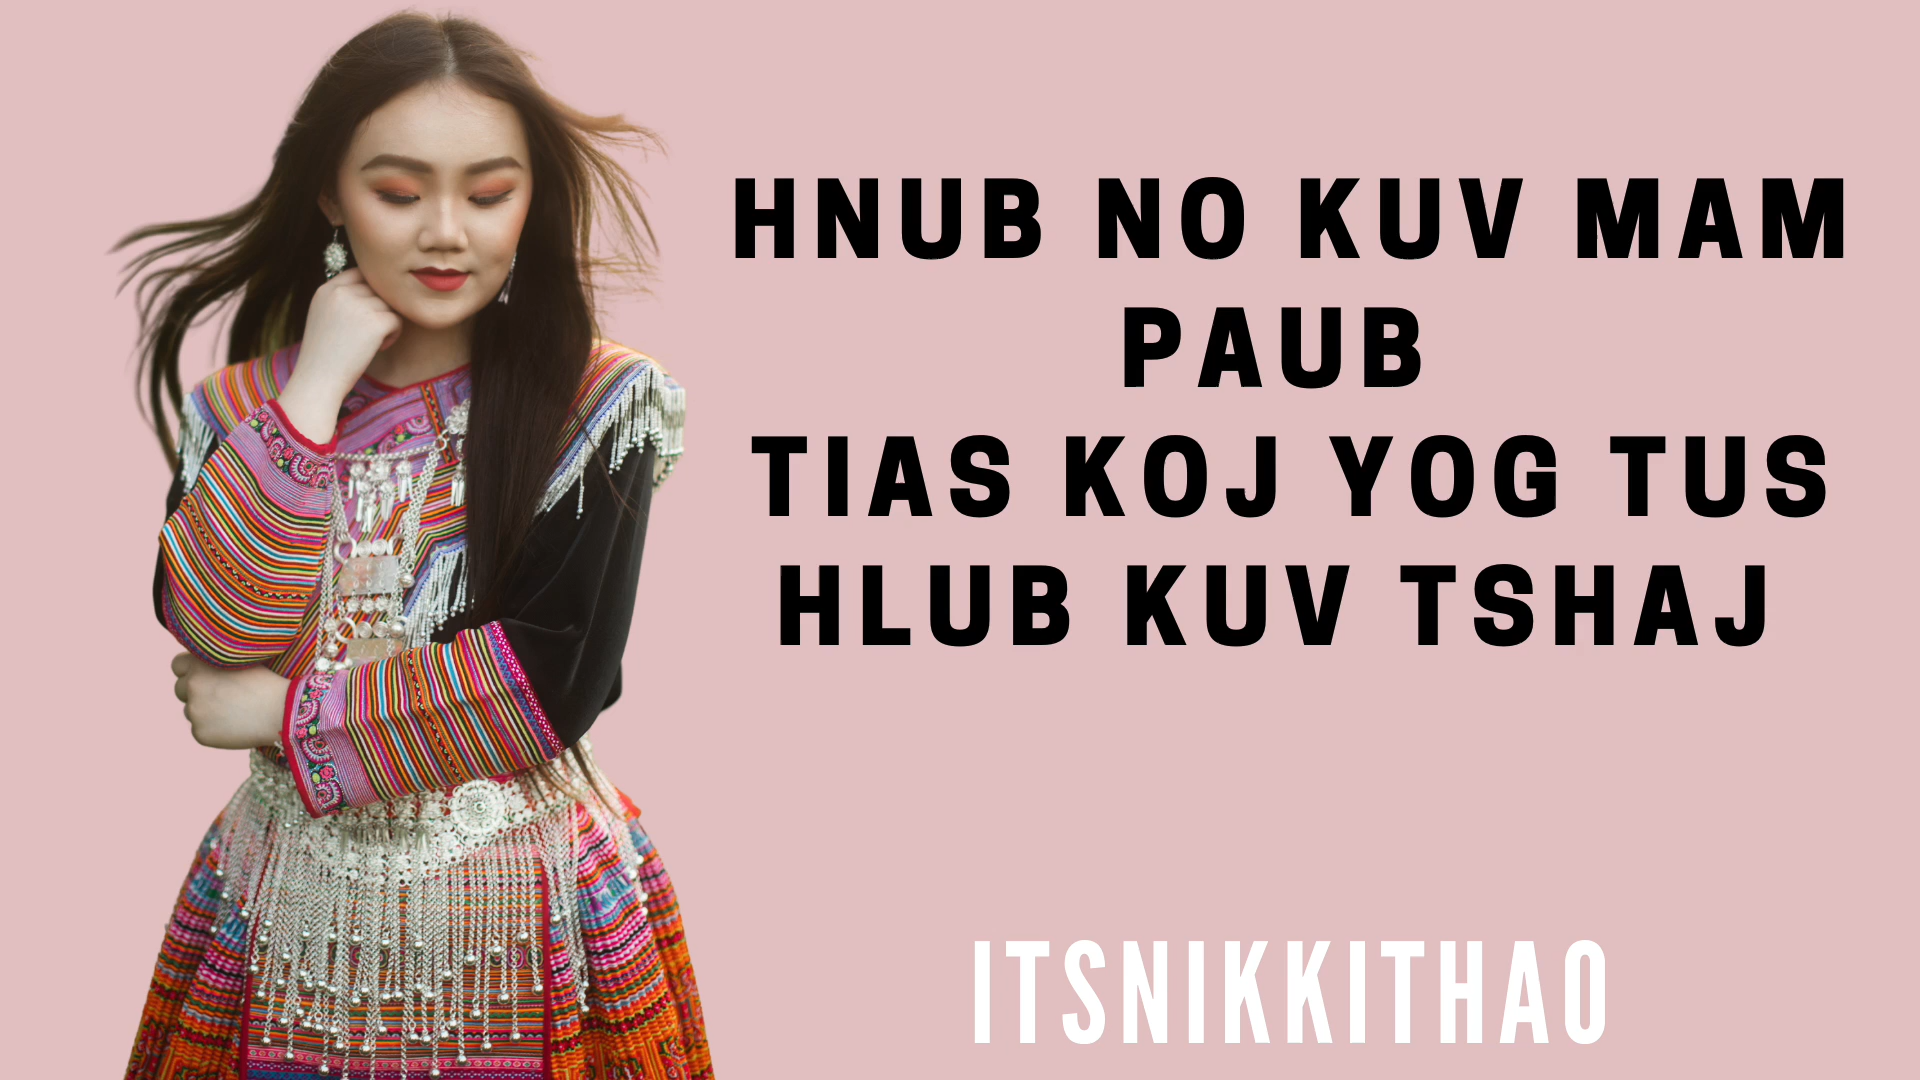 HNUB NO KUV MAM
PAUB
TIAS KOJ YOG TUS
HLUB KUV TSHAJ
ITSNIKKITHAO